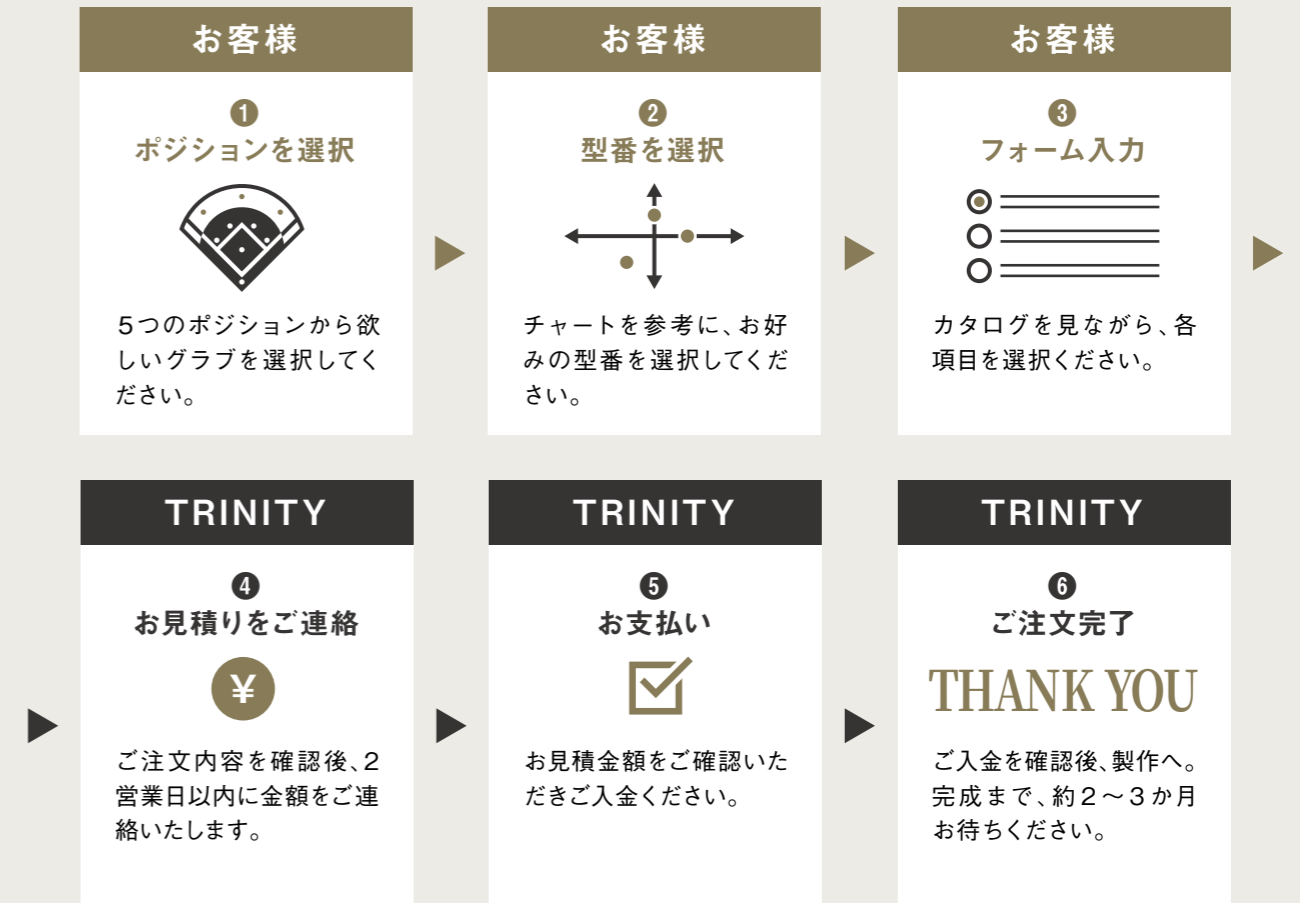 お客様
❶
ポジションを選択
5つのポジションから欲
しいグラブを選択してく
ださい。
お客様
❷
型番を選択
チャートを参考に、お好
みの型番を選択してくだ
さい。
お客様
❸
フォーム入力
カタログを見ながら、各
項目を選択ください。
TRINITY
❹
お見積りをご連絡
¥
ご注文内容を確認後、2
営業日以内に金額をご連
絡いたします。
TRINITY
❺
お支払い
お見積金額をご確認いた
だきご入金ください。
TRINITY
❻
ご注文完了
THANK YOU
ご入金を確認後、製作へ。
完成まで、約2〜3か月
お待ちください。